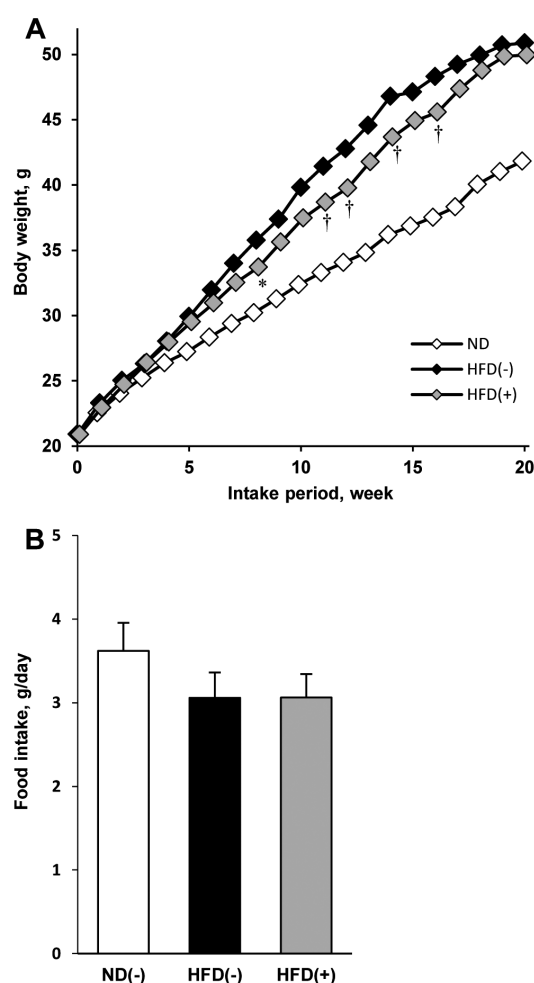 A
Body weight, g
50
45
40
35
30
25
20
†
†
†
†
*
ND
HFD(-)
HFD(+)
0
5
10
15
20
Intake period, week
B
Food intake, g/day
5
4
3
2
1
0
ND(-)
HFD(-)
HFD(+)